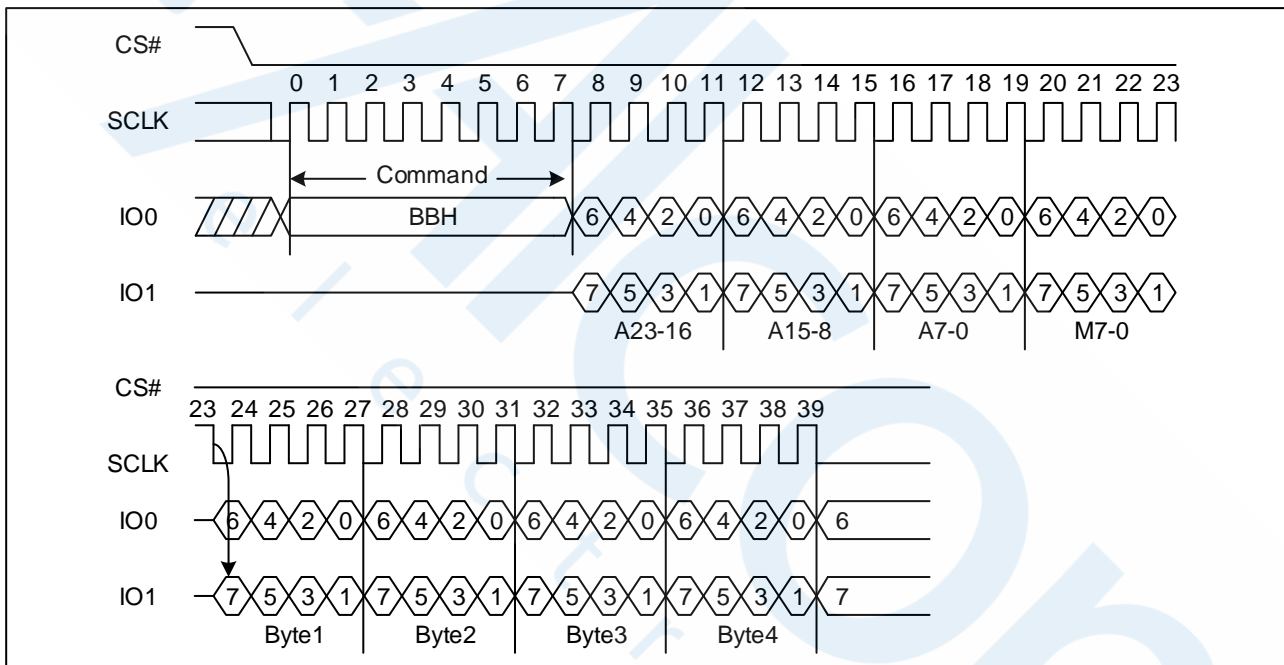 CS#
0 1 2 3 4 5 6 7 8 9 10 11 12 13 14 15 16 17 18 19 20 21 22 23
SCLK
Command
IO0 BBH 6 4 2 0 6 4 2 0 6 4 2 0 6 4 2 0
IO1 7 5 3 1 7 5 3 1 7 5 3 1 7 5 3 1
A23-16 A15-8 A7-0 M7-0
CS#
23 24 25 26 27 28 29 30 31 32 33 34 35 36 37 38 39
SCLK
IO0 6 4 2 0 6 4 2 0 6 4 2 0 6 4 2 0 6
IO1 7 5 3 1 7 5 3 1 7 5 3 1 7 5 3 1 7
Byte1 Byte2 Byte3 Byte4